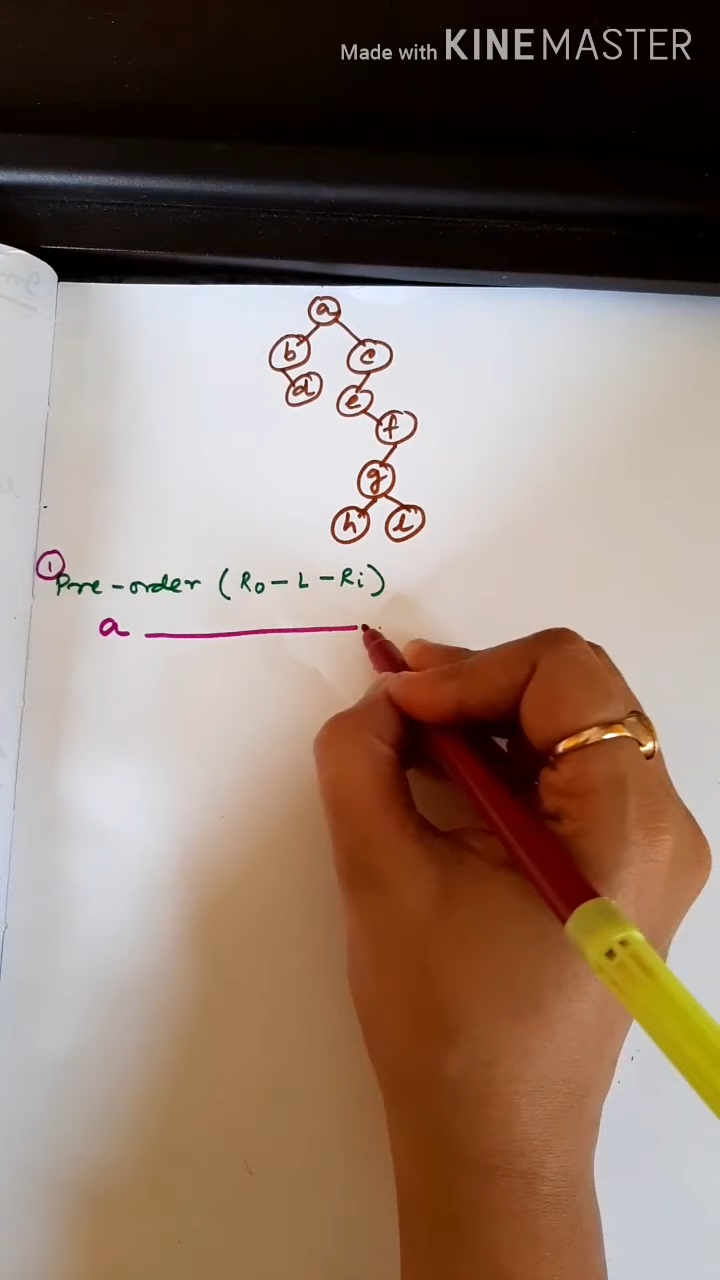 Made with KINEMASTER
a
b c
d e
f
g
h i
① Pre-order (Ro-L-Ri)
a